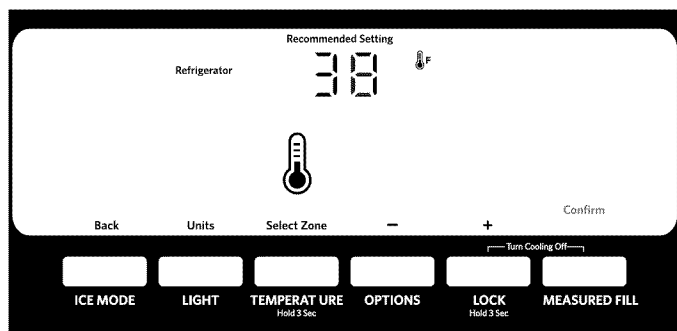 Recommended Setting
Refrigerator 38 F
Confirm
Back Units Select Zone − +
Turn Cooling Off
ICE MODE LIGHT TEMPERAT URE OPTIONS LOCK MEASURED FILL
Hold 3 Sec Hold 3 Sec